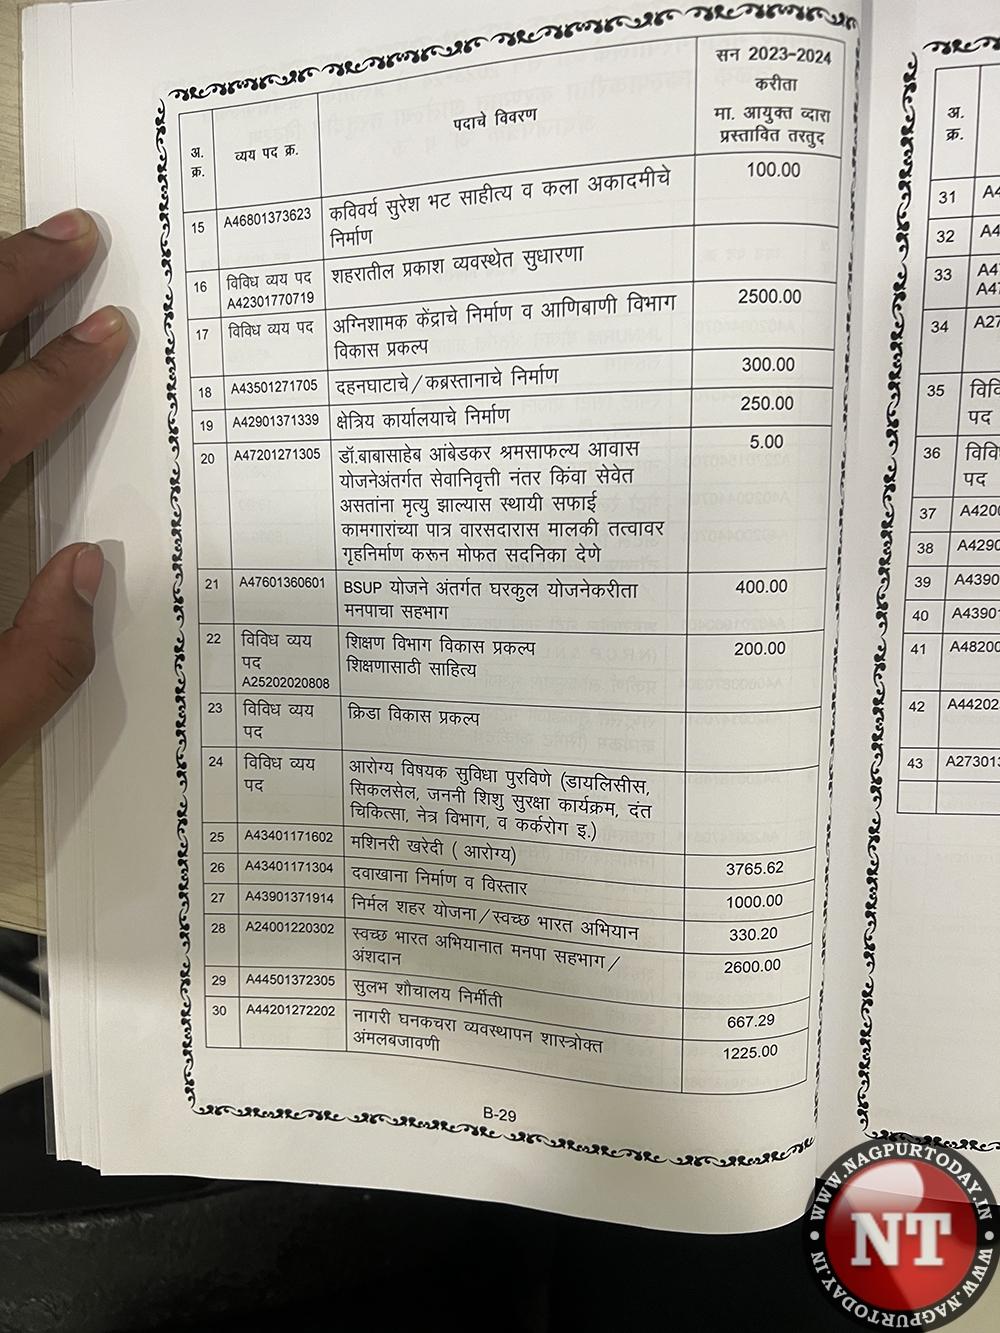 अ. क्र.
व्यय पद क्र.
पदाचे विवरण
सन 2023-2024
करीता
मा. आयुक्त व्दारा
प्रस्तावित तरतुद
15 A46801373623 कविवर्य सुरेश भट साहीत्य व कला अकादमीचे 100.00
निर्माण
16 विविध व्यय पद शहरातील प्रकाश व्यवस्थेत सुधारणा
A42301770719
17 विविध व्यय पद अग्निशामक केंद्राचे निर्माण व आणिबाणी विभाग 2500.00
विकास प्रकल्प
18 A43501271705 दहनघाटाचे/कब्रस्तानाचे निर्माण 300.00
19 A42901371339 क्षेत्रिय कार्यालयाचे निर्माण 250.00
20 A47201271305 डॉ.बाबासाहेब आंबेडकर श्रमसाफल्य आवास 5.00
योजनेअंतर्गत सेवानिवृत्ती नंतर किंवा सेवेत
असतांना मृत्यु झाल्यास स्थायी सफाई
कामगारांच्या पात्र वारसदारास मालकी तत्वावर
गृहनिर्माण करून मोफत सदनिका देणे
21 A47601360601 BSUP योजने अंतर्गत घरकुल योजनेकरीता 400.00
मनपाचा सहभाग
22 विविध व्यय शिक्षण विभाग विकास प्रकल्प 200.00
पद शिक्षणासाठी साहित्य
A25202020808
23 विविध व्यय क्रिडा विकास प्रकल्प
पद
24 विविध व्यय आरोग्य विषयक सुविधा पुरविणे (डायलिसीस,
पद सिकलसेल, जननी शिशु सुरक्षा कार्यक्रम, दंत
चिकित्सा, नेत्र विभाग, व कर्करोग इ.)
25 A43401171602 मशिनरी खरेदी ( आरोग्य)
26 A43401171304 दवाखाना निर्माण व विस्तार 3765.62
27 A43901371914 निर्मल शहर योजना/स्वच्छ भारत अभियान 1000.00
28 A24001220302 स्वच्छ भारत अभियानात मनपा सहभाग/ 330.20
अंशदान 2600.00
29 A44501372305 सुलभ शौचालय निर्मीती
30 A44201272202 नागरी घनकचरा व्यवस्थापन शास्त्रोक्त 667.29
अंमलबजावणी 1225.00
B-29
अ.
क्र.
31
32
33
34
35
पद
36
पद
37
38
39
40
41
42
43
WWW.NAGPURTODAY.IN
NT
WWW.NAGPURTODAY.IN